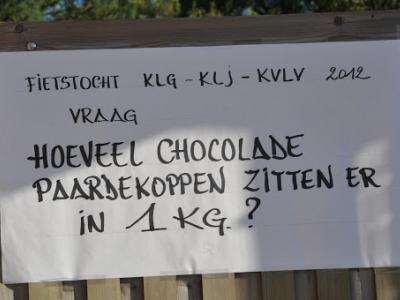 FIETSTOCHT KLG - KLj - KVLV 2012
VRAAG
HOEVEEL CHOCOLADE
PAARDEKOPPEN ZITTEN ER
in 1 KG. ?